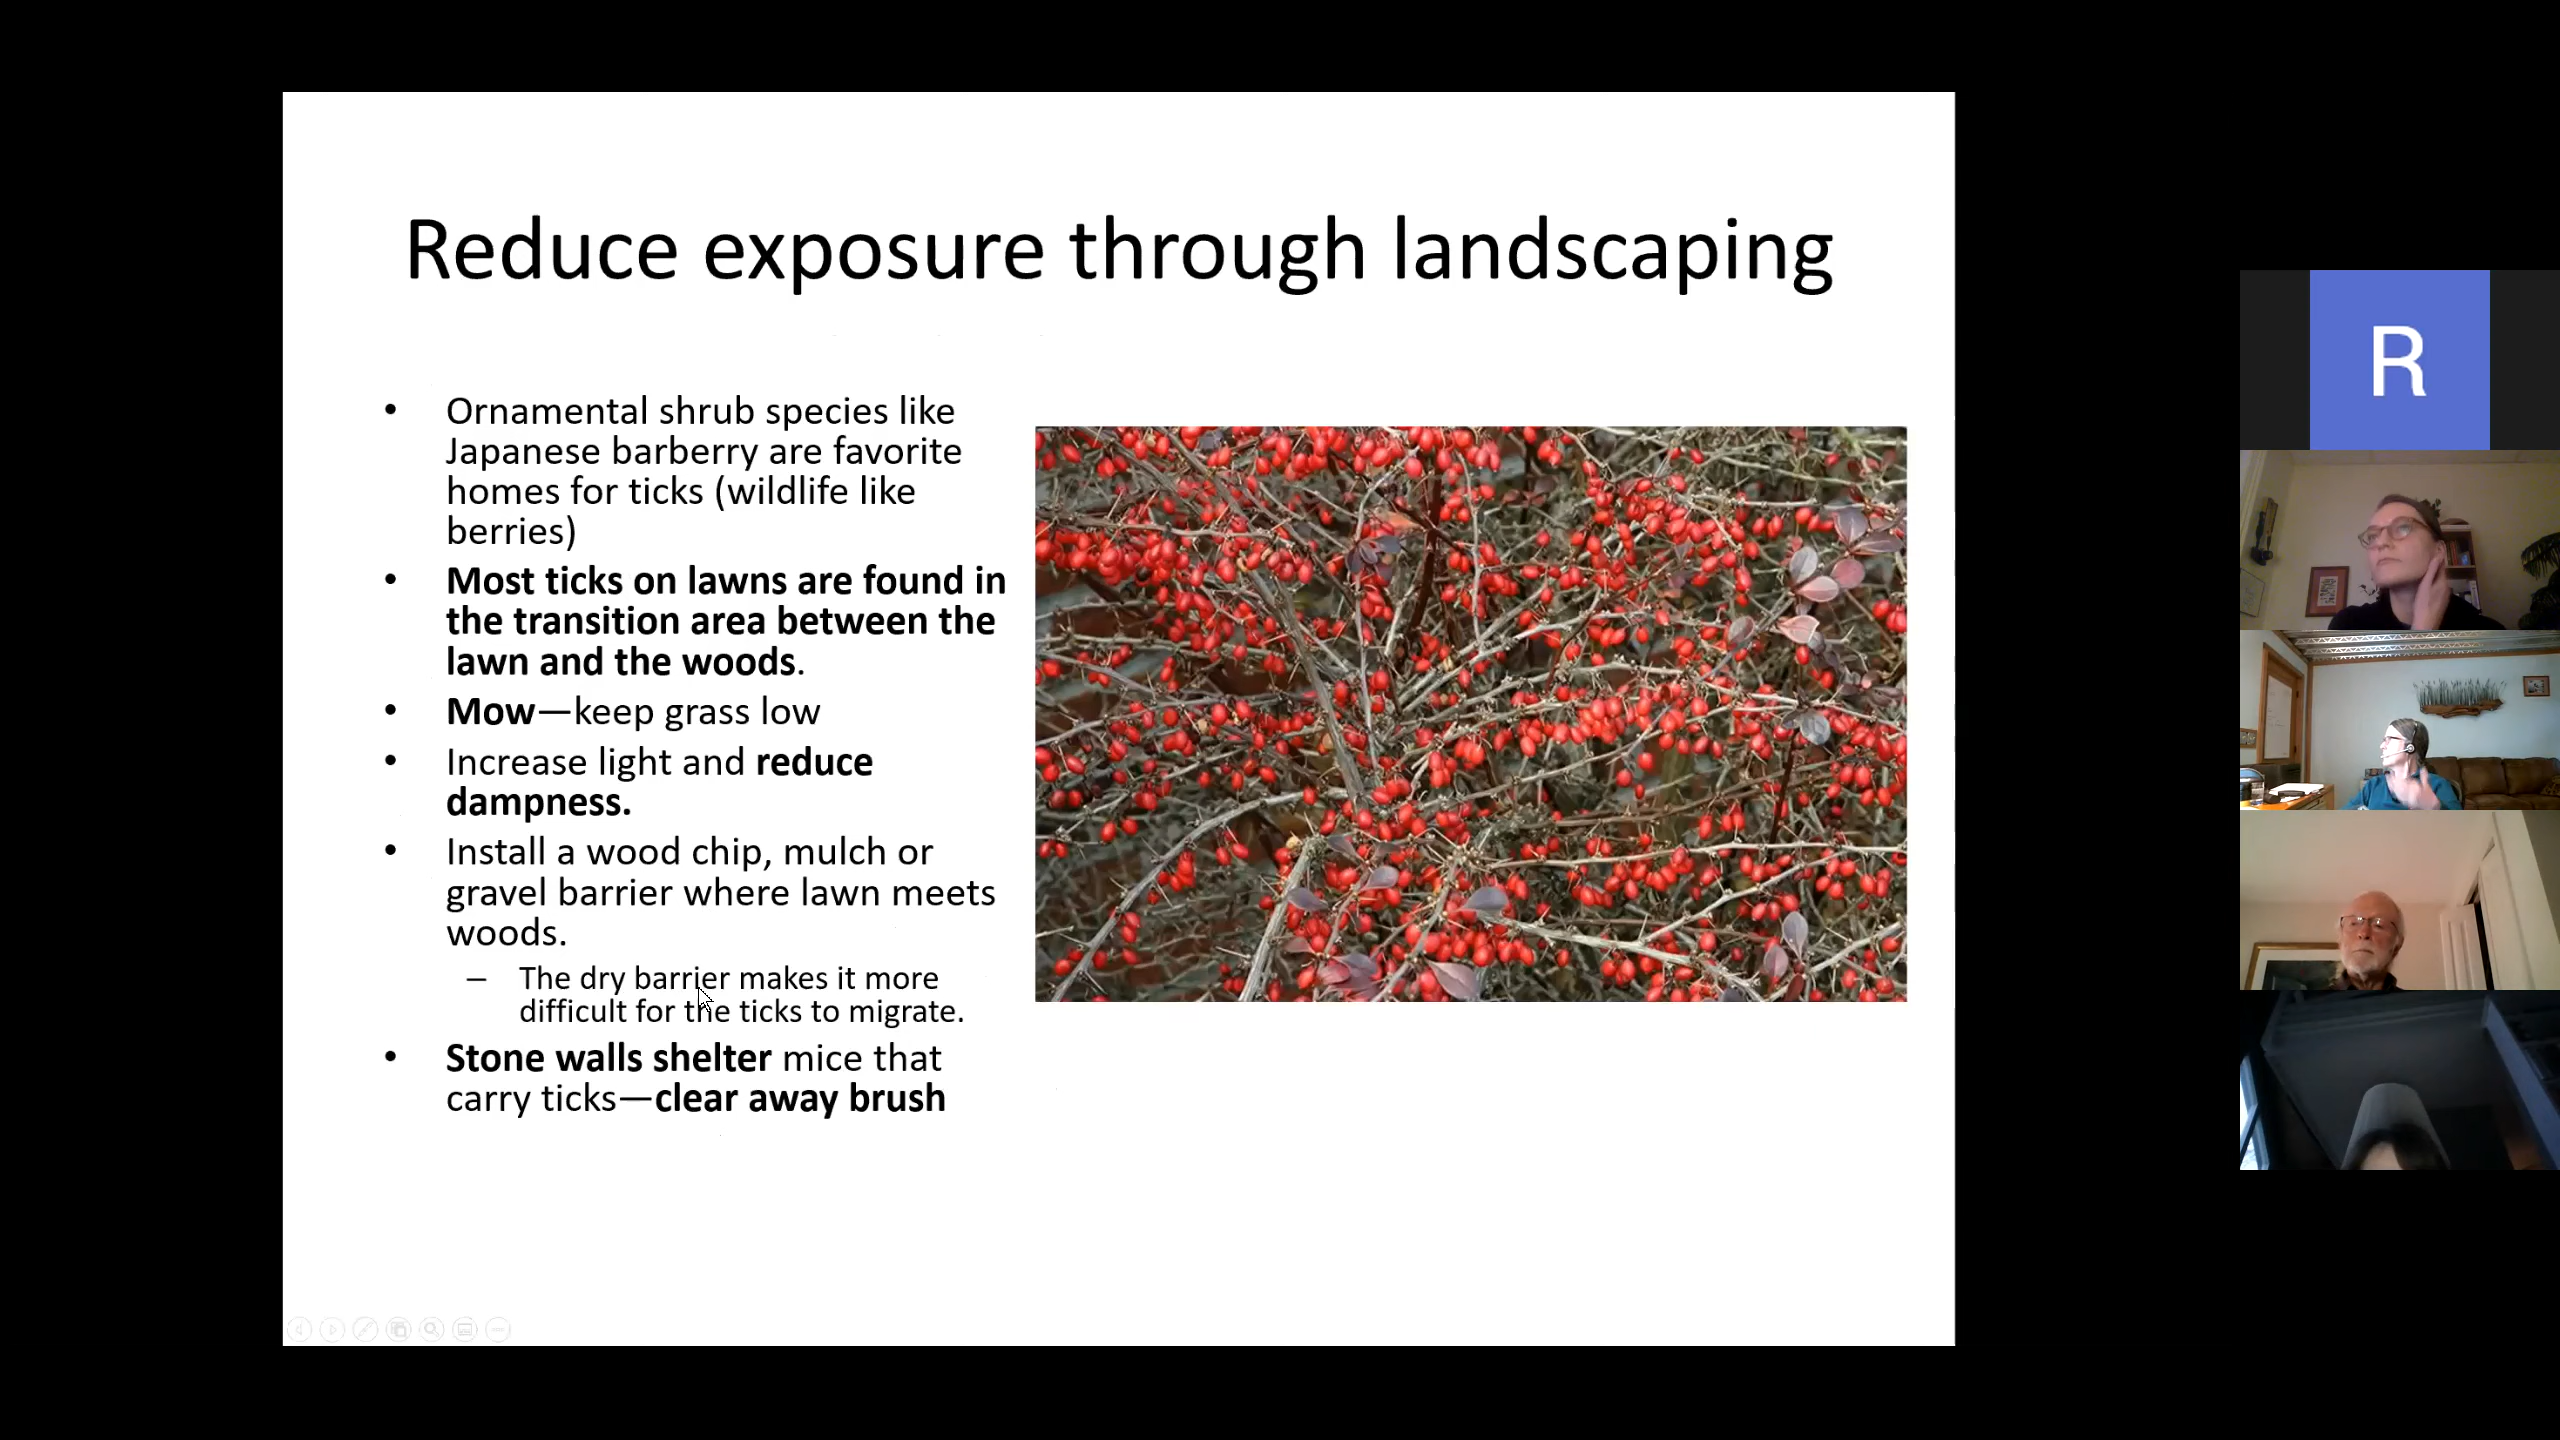 Reduce exposure through landscaping
• Ornamental shrub species like
Japanese barberry are favorite
homes for ticks (wildlife like
berries)
• Most ticks on lawns are found in
the transition area between the
lawn and the woods.
• Mow—keep grass low
• Increase light and reduce
dampness.
• Install a wood chip, mulch or
gravel barrier where lawn meets
woods.
– The dry barrier makes it more
difficult for the ticks to migrate.
• Stone walls shelter mice that
carry ticks—clear away brush
R